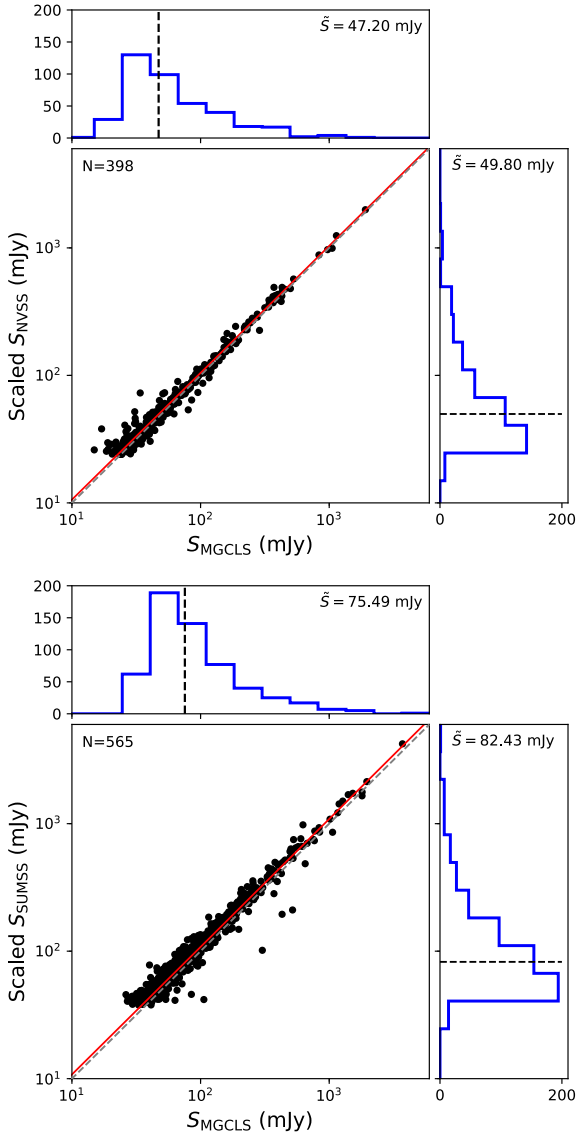 200
150
100
50
0
S̃ = 47.20 mJy
N=398
S̃ = 49.80 mJy
Scaled S_NVSS (mJy)
10³
10²
10¹
10¹ 10² 10³
0 200
S_MGCLS (mJy)
200
150
100
50
0
S̃ = 75.49 mJy
N=565
S̃ = 82.43 mJy
Scaled S_SUMSS (mJy)
10³
10²
10¹
10¹ 10² 10³
0 200
S_MGCLS (mJy)